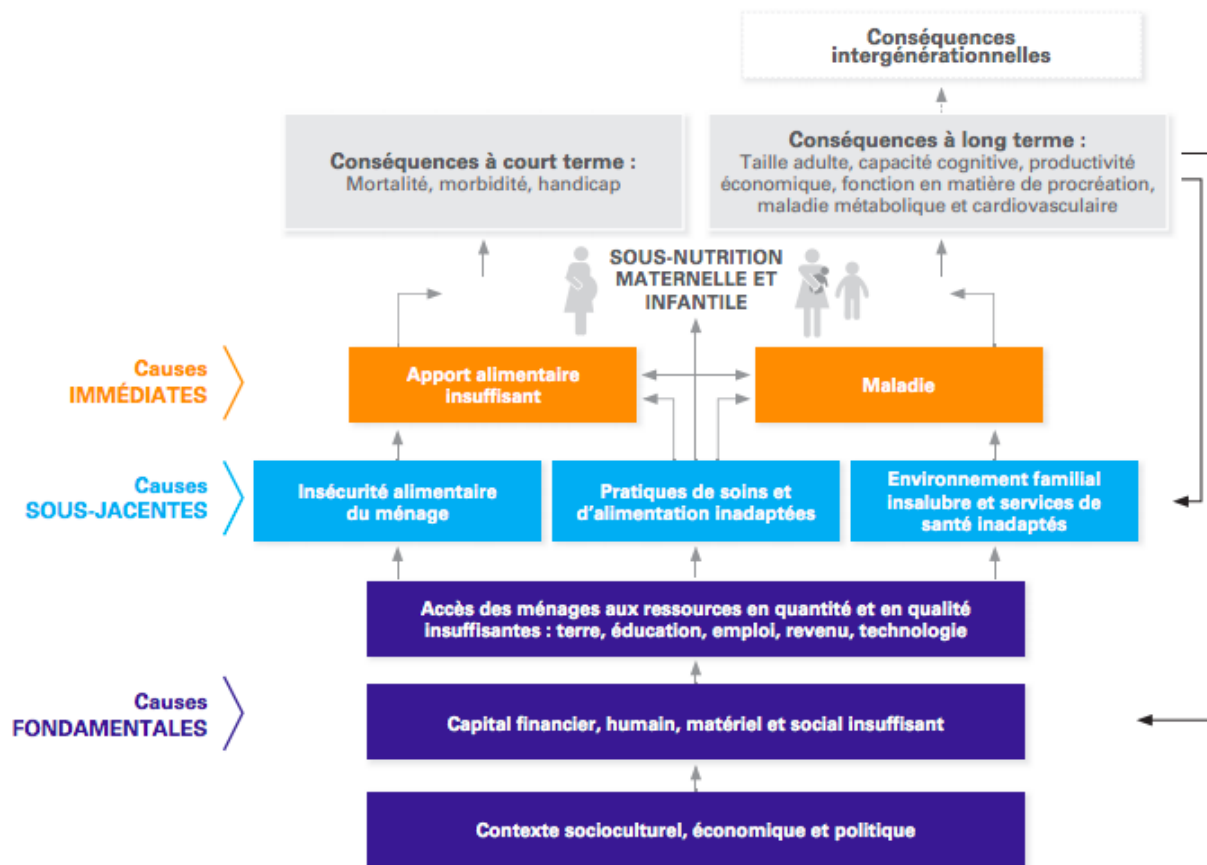 Conséquences
intergénérationnelles
Conséquences à court terme :
Mortalité, morbidité, handicap
Conséquences à long terme :
Taille adulte, capacité cognitive, productivité
économique, fonction en matière de procréation,
maladie métabolique et cardiovasculaire
SOUS-NUTRITION
MATERNELLE ET
INFANTILE
Causes
IMMÉDIATES
Apport alimentaire
insuffisant
Maladie
Causes
SOUS-JACENTES
Insécurité alimentaire
du ménage
Pratiques de soins et
d'alimentation inadaptées
Environnement familial
insalubre et services de
santé inadaptés
Accès des ménages aux ressources en quantité et en qualité
insuffisantes : terre, éducation, emploi, revenu, technologie
Causes
FONDAMENTALES
Capital financier, humain, matériel et social insuffisant
Contexte socioculturel, économique et politique